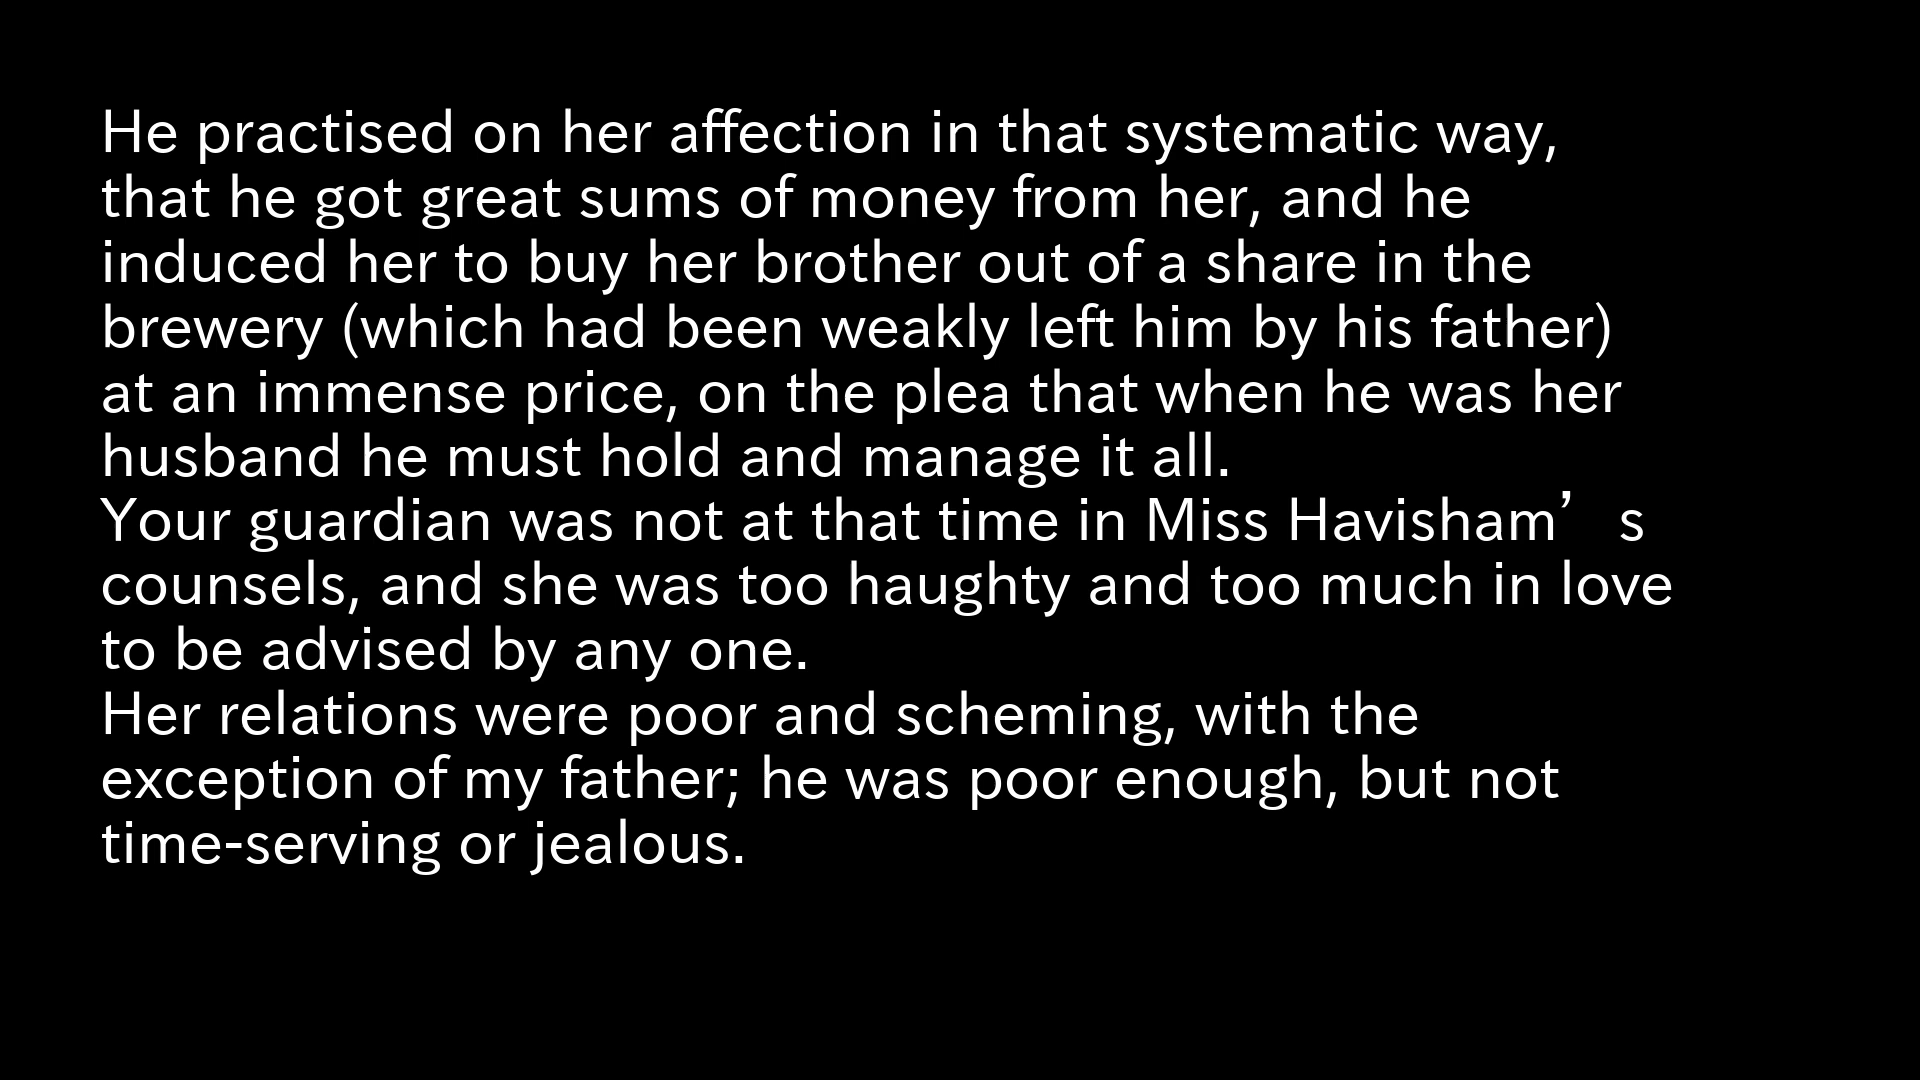 He practised on her affection in that systematic way,
that he got great sums of money from her, and he
induced her to buy her brother out of a share in the
brewery (which had been weakly left him by his father)
at an immense price, on the plea that when he was her
husband he must hold and manage it all.
Your guardian was not at that time in Miss Havisham’s
counsels, and she was too haughty and too much in love
to be advised by any one.
Her relations were poor and scheming, with the
exception of my father; he was poor enough, but not
time-serving or jealous.